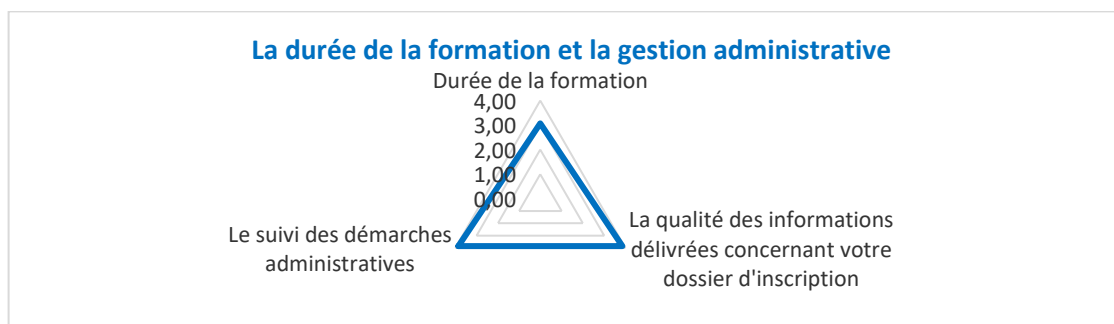 La durée de la formation et la gestion administrative
Durée de la formation
4,00
3,00
2,00
1,00
0,00
La qualité des informations
délivrées concernant votre
dossier d'inscription
Le suivi des démarches
administratives